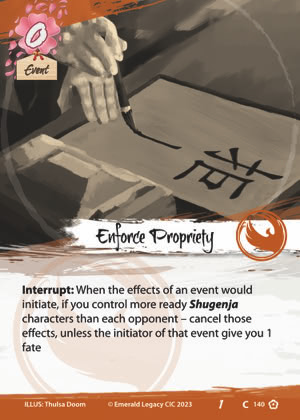 0
Event
Enforce Propriety
Interrupt: When the effects of an event would
initiate, if you control more ready Shugenja
characters than each opponent – cancel those
effects, unless the initiator of that event give you 1
fate
ILLUS: Thulsa Doom © Emerald Legacy CIC 2023 1 C 140